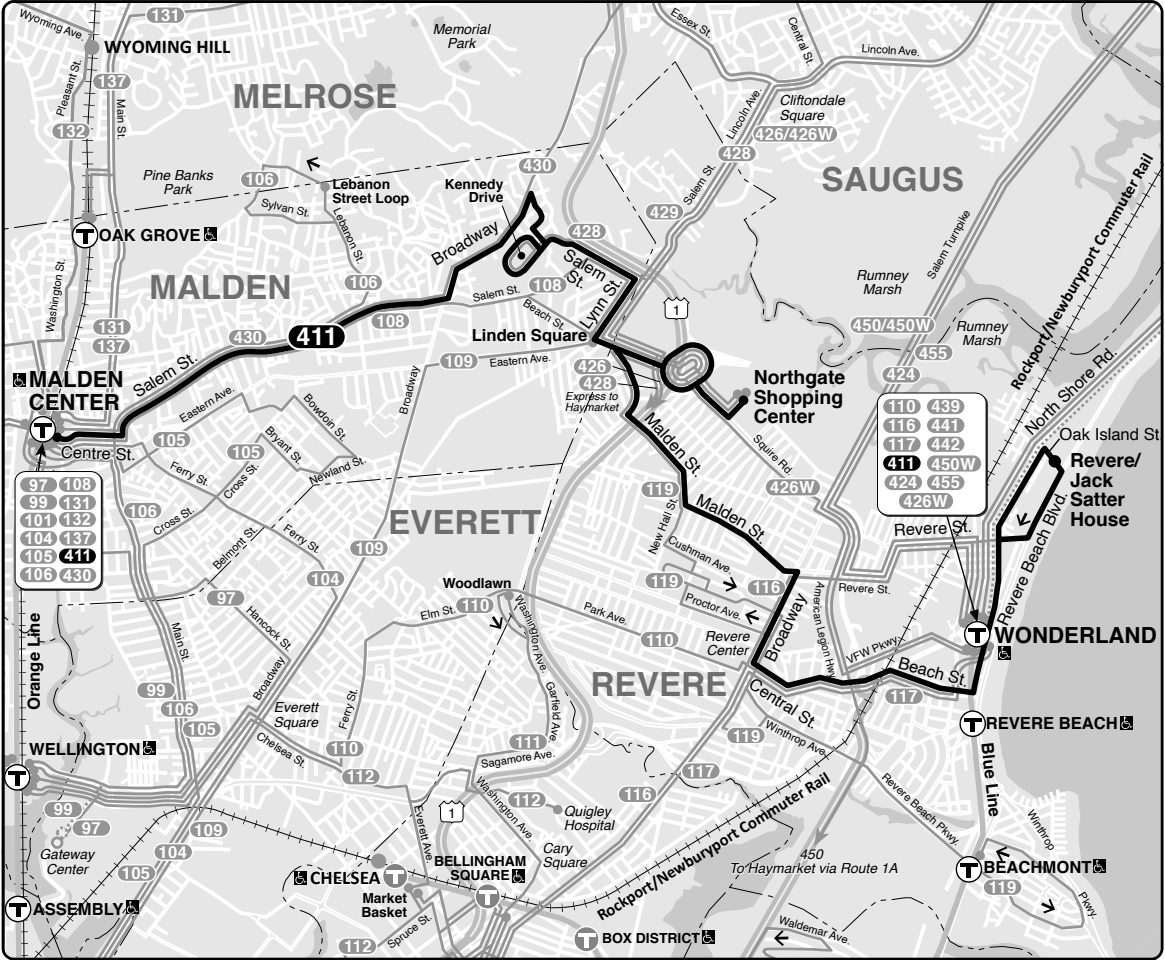 Wyoming Ave.
131
WYOMING HILL
Memorial
Park
Essex St.
Central St.
Lincoln Ave.
137
Pleasant St.
Main St.
132
MELROSE
Lincoln Ave.
Cliftondale
Square
426/426W
428
Rockport/Newburyport Commuter Rail
Pine Banks
Park
106
Lebanon
Street Loop
Sylvan St.
Lebanon St.
Kennedy
Drive
430
Salem St.
SAUGUS
429
428
T
OAK GROVE
Broadway
Salem Turnpike
Washington St.
MALDEN
106
Salem
St.
108
Salem St.
Beach St.
Lynn St.
Rumney
Marsh
1
131
137
430
411
108
Linden Square
450/450W
Rumney
Marsh
455
North Shore Rd.
Salem St.
109
Eastern Ave.
426
428
Express to
Haymarket
424
MALDEN
CENTER
T
Northgate
Shopping
Center
Eastern Ave.
Bowdoin St.
Broadway
110 439
116 441
117 442
411 450W
424 455
426W
Oak Island St.
Revere/
Jack
Satter
House
Centre St.
105
105
Bryant St.
Newland St.
Malden St.
Squire Rd.
97 108
99 131
101 132
104 137
105 411
106 430
Ferry St.
Cross St.
106
Cross St.
119
426W
Malden St.
Revere St.
Revere Beach Blvd.
EVERETT
New Hall St.
Belmont St.
Ferry St.
109
Cushman Ave.
104
Woodlawn
119
116
Revere St.
97
Elm St.
110
Proctor Ave.
Park Ave.
American Legion Hwy.
Hancock St.
Washington Ave.
110
Revere
Center
Broadway
T
WONDERLAND
VFW Pkwy.
Orange Line
Main St.
Broadway
Beach St.
REVERE
117
99
106
Ferry St.
Garfield Ave.
Central St.
105
Everett
Square
119
Winthrop Ave.
T
REVERE BEACH
WELLINGTON
T
Chelsea St.
110
111
Sagamore Ave.
112
117
Blue Line
99
97
Washington Ave.
112
116
Quigley
Hospital
Revere Beach Pkwy.
Winthrop
Pkwy.
1
109
Everett Ave.
Gateway
Center
104
Cary
Square
Rockport/Newburyport Commuter Rail
450
To Haymarket via Route 1A
BELLINGHAM
SQUARE
T
105
CHELSEA
T
T
BEACHMONT
119
Market
Basket
T
ASSEMBLY
Spruce St.
112
T
BOX DISTRICT
Waldemar Ave.